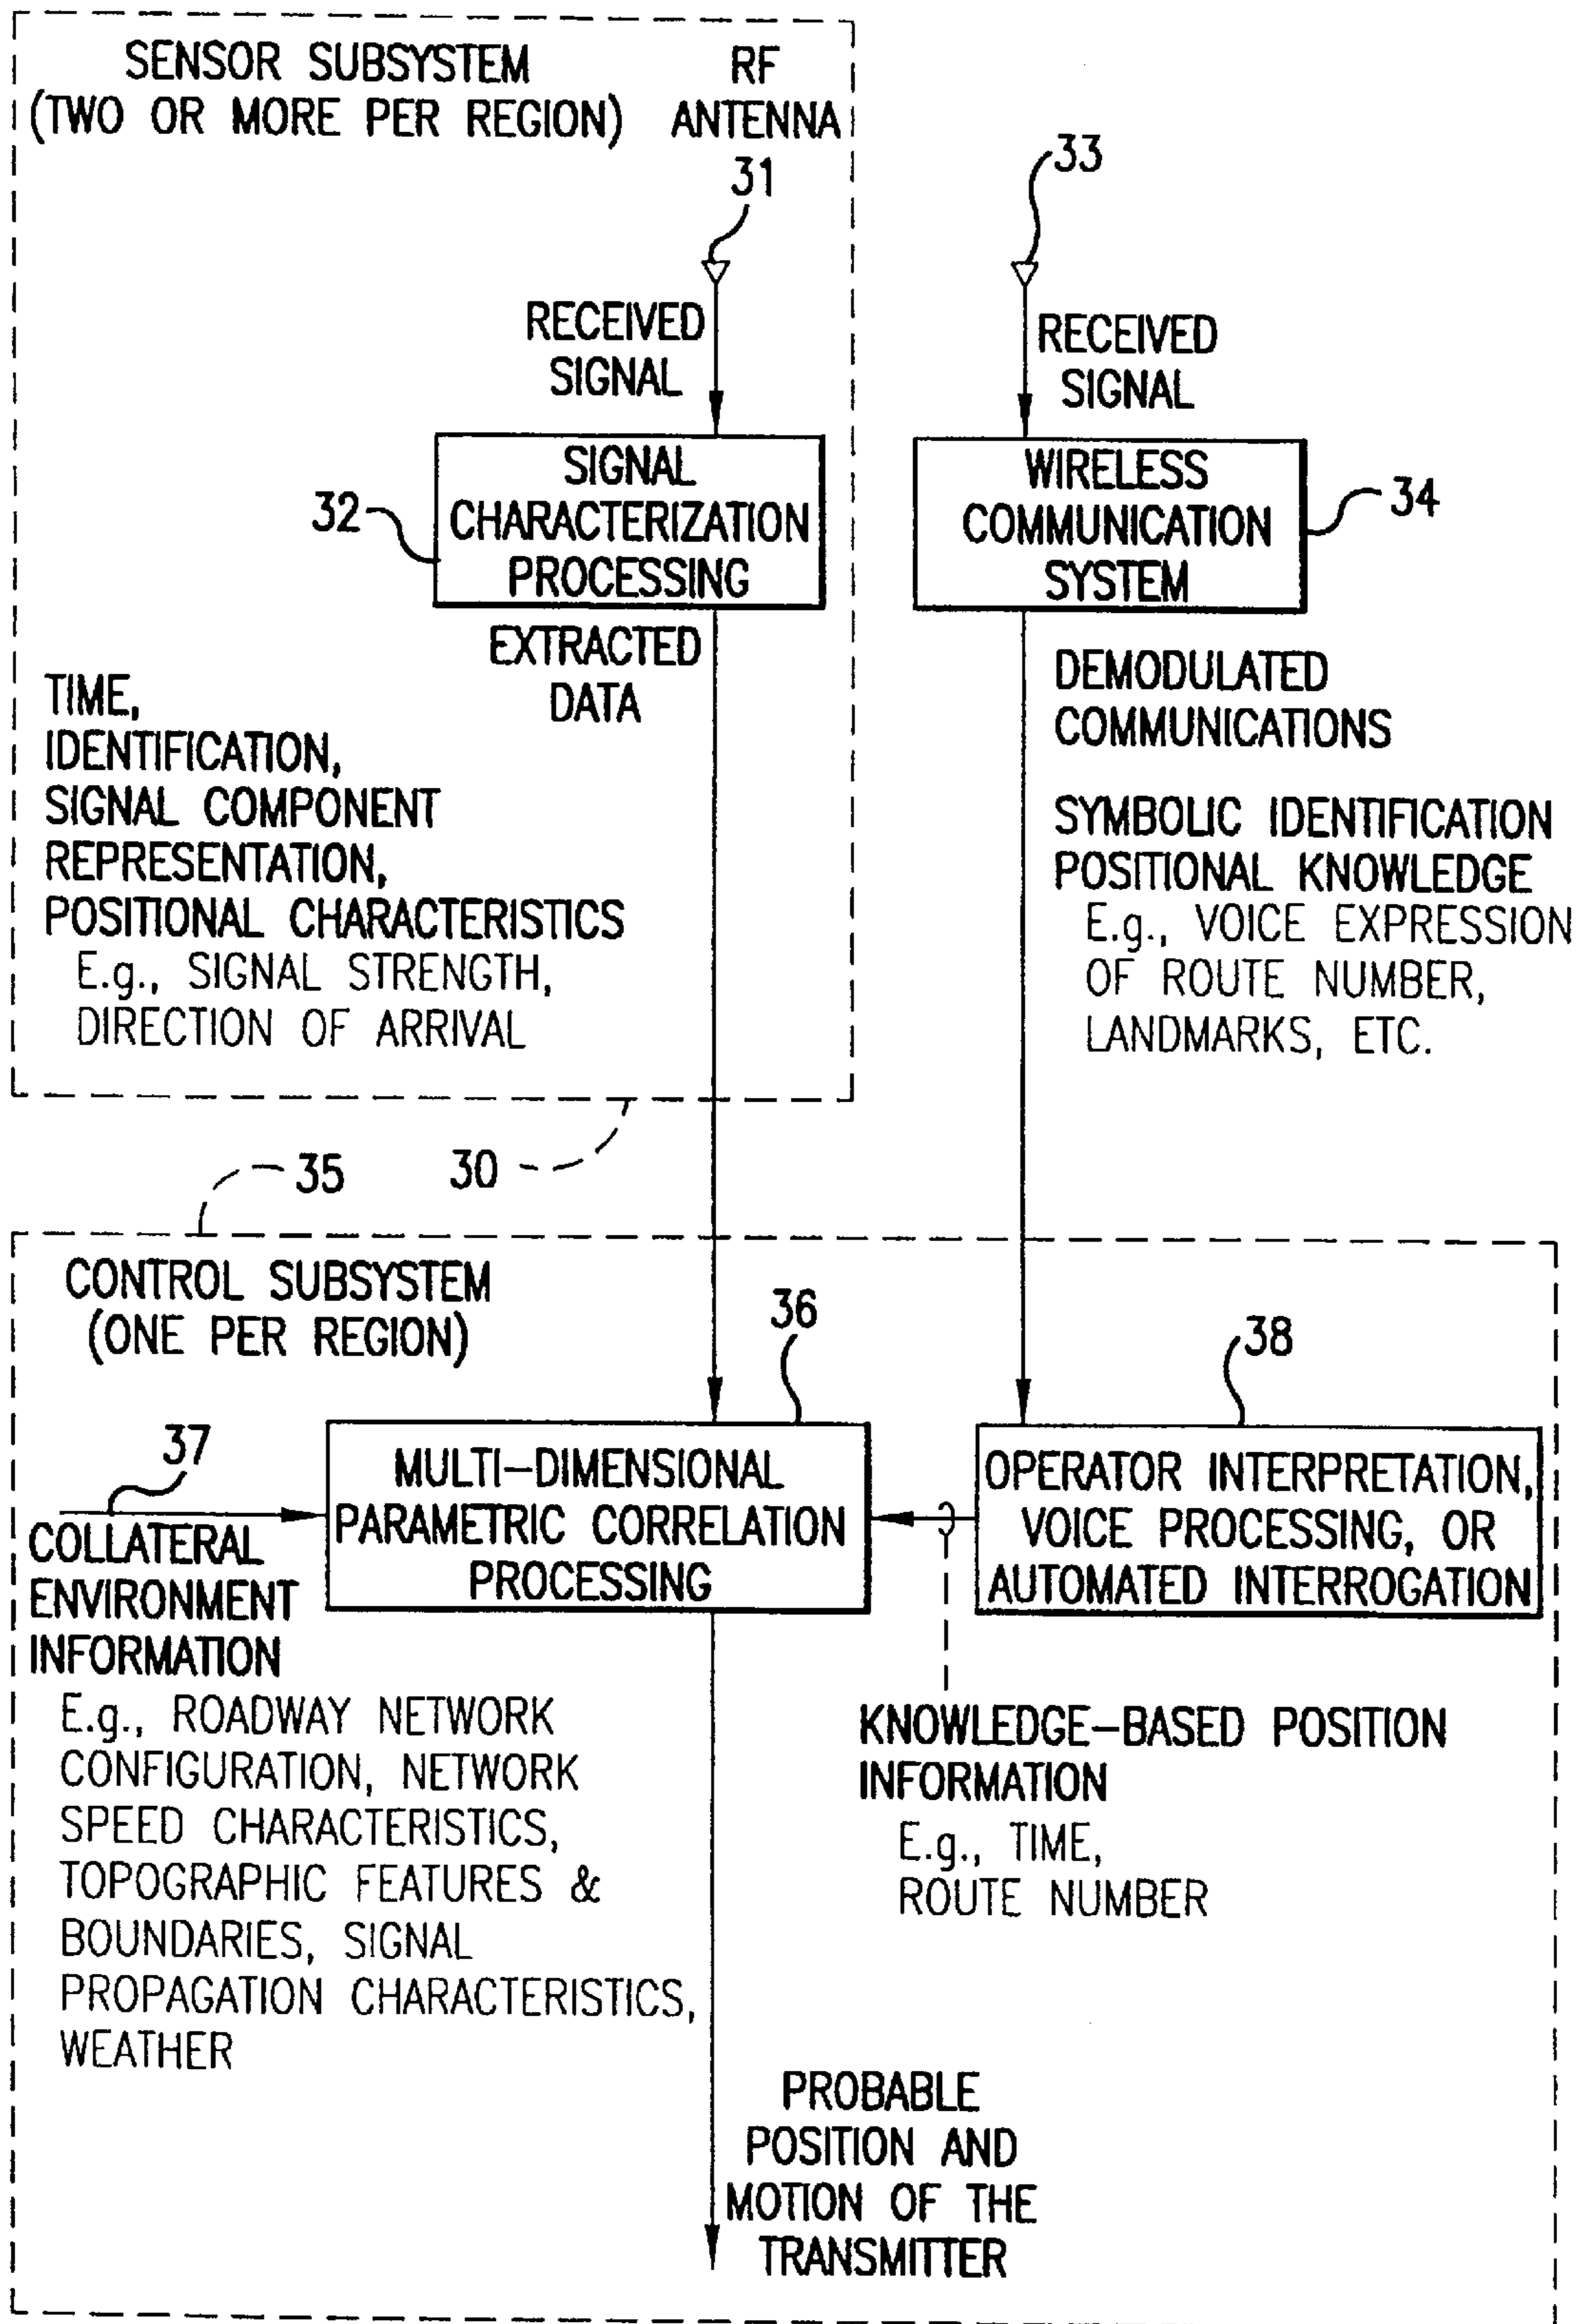 SENSOR SUBSYSTEM
(TWO OR MORE PER REGION)
RF
ANTENNA
31
33
RECEIVED
SIGNAL
RECEIVED
SIGNAL
SIGNAL
CHARACTERIZATION
PROCESSING
32
WIRELESS
COMMUNICATION
SYSTEM
34
EXTRACTED
DATA
TIME,
IDENTIFICATION,
SIGNAL COMPONENT
REPRESENTATION,
POSITIONAL CHARACTERISTICS
E.g., SIGNAL STRENGTH,
DIRECTION OF ARRIVAL
DEMODULATED
COMMUNICATIONS
SYMBOLIC IDENTIFICATION
POSITIONAL KNOWLEDGE
E.g., VOICE EXPRESSION
OF ROUTE NUMBER,
LANDMARKS, ETC.
35
30
CONTROL SUBSYSTEM
(ONE PER REGION)
36
38
37
MULTI-DIMENSIONAL
PARAMETRIC CORRELATION
PROCESSING
OPERATOR INTERPRETATION,
VOICE PROCESSING, OR
AUTOMATED INTERROGATION
COLLATERAL
ENVIRONMENT
INFORMATION
E.g., ROADWAY NETWORK
CONFIGURATION, NETWORK
SPEED CHARACTERISTICS,
TOPOGRAPHIC FEATURES &
BOUNDARIES, SIGNAL
PROPAGATION CHARACTERISTICS,
WEATHER
KNOWLEDGE-BASED POSITION
INFORMATION
E.g., TIME,
ROUTE NUMBER
PROBABLE
POSITION AND
MOTION OF THE
TRANSMITTER